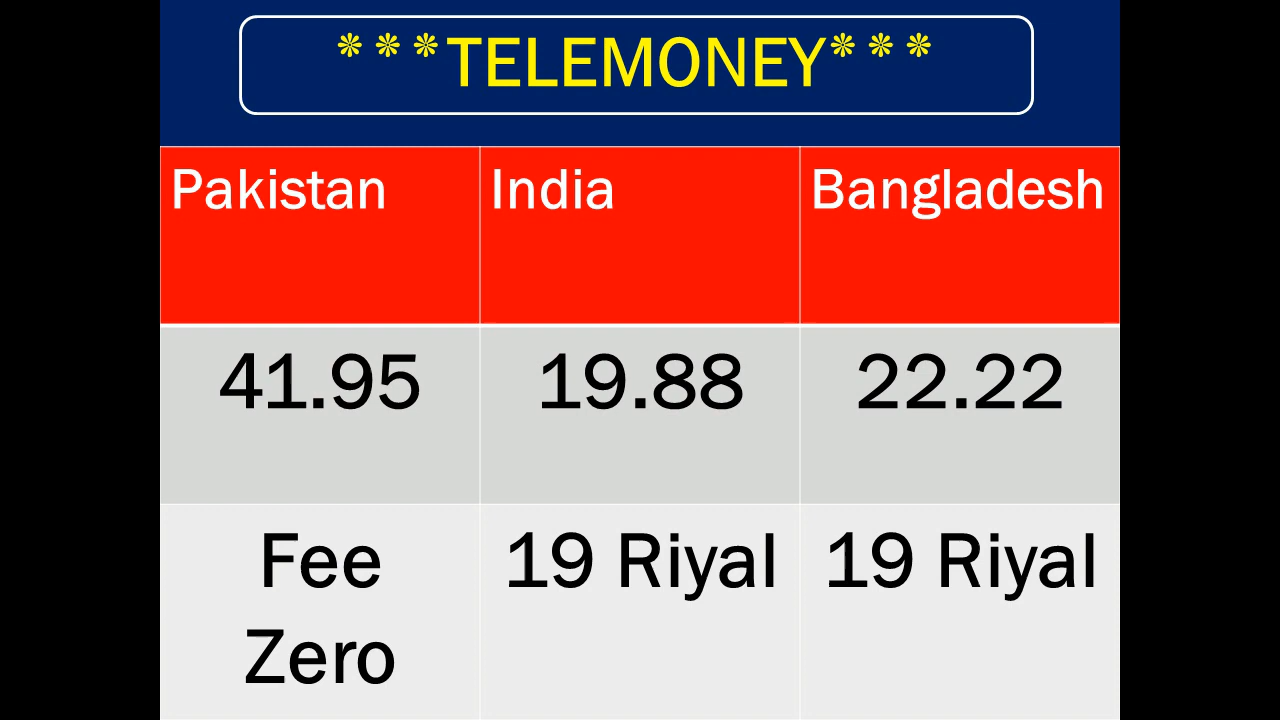 ***TELEMONEY***
Pakistan India Bangladesh
41.95 19.88 22.22
Fee Zero 19 Riyal 19 Riyal